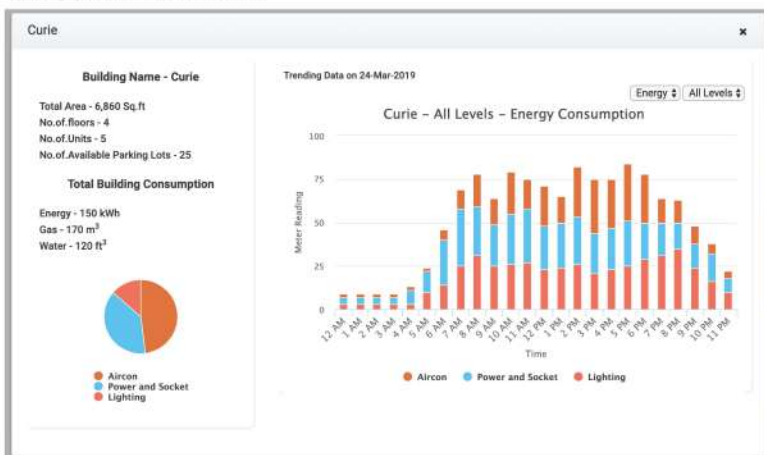 Curie
×
Building Name - Curie
Total Area - 6,860 Sq.ft
No.of.floors - 4
No.of.Units - 5
No.of.Available Parking Lots - 25
Total Building Consumption
Energy - 150 kWh
Gas - 170 m³
Water - 120 ft³
Aircon
Power and Socket
Lighting
Trending Data on 24-Mar-2019
Energy All Levels
Curie – All Levels – Energy Consumption
Meter Reading
100
75
50
25
0
12 AM 1 AM 2 AM 3 AM 4 AM 5 AM 6 AM 7 AM 8 AM 9 AM 10 AM 11 AM 12 PM 1 PM 2 PM 3 PM 4 PM 5 PM 6 PM 7 PM 8 PM 9 PM 10 PM 11 PM
Time
Aircon Power and Socket Lighting